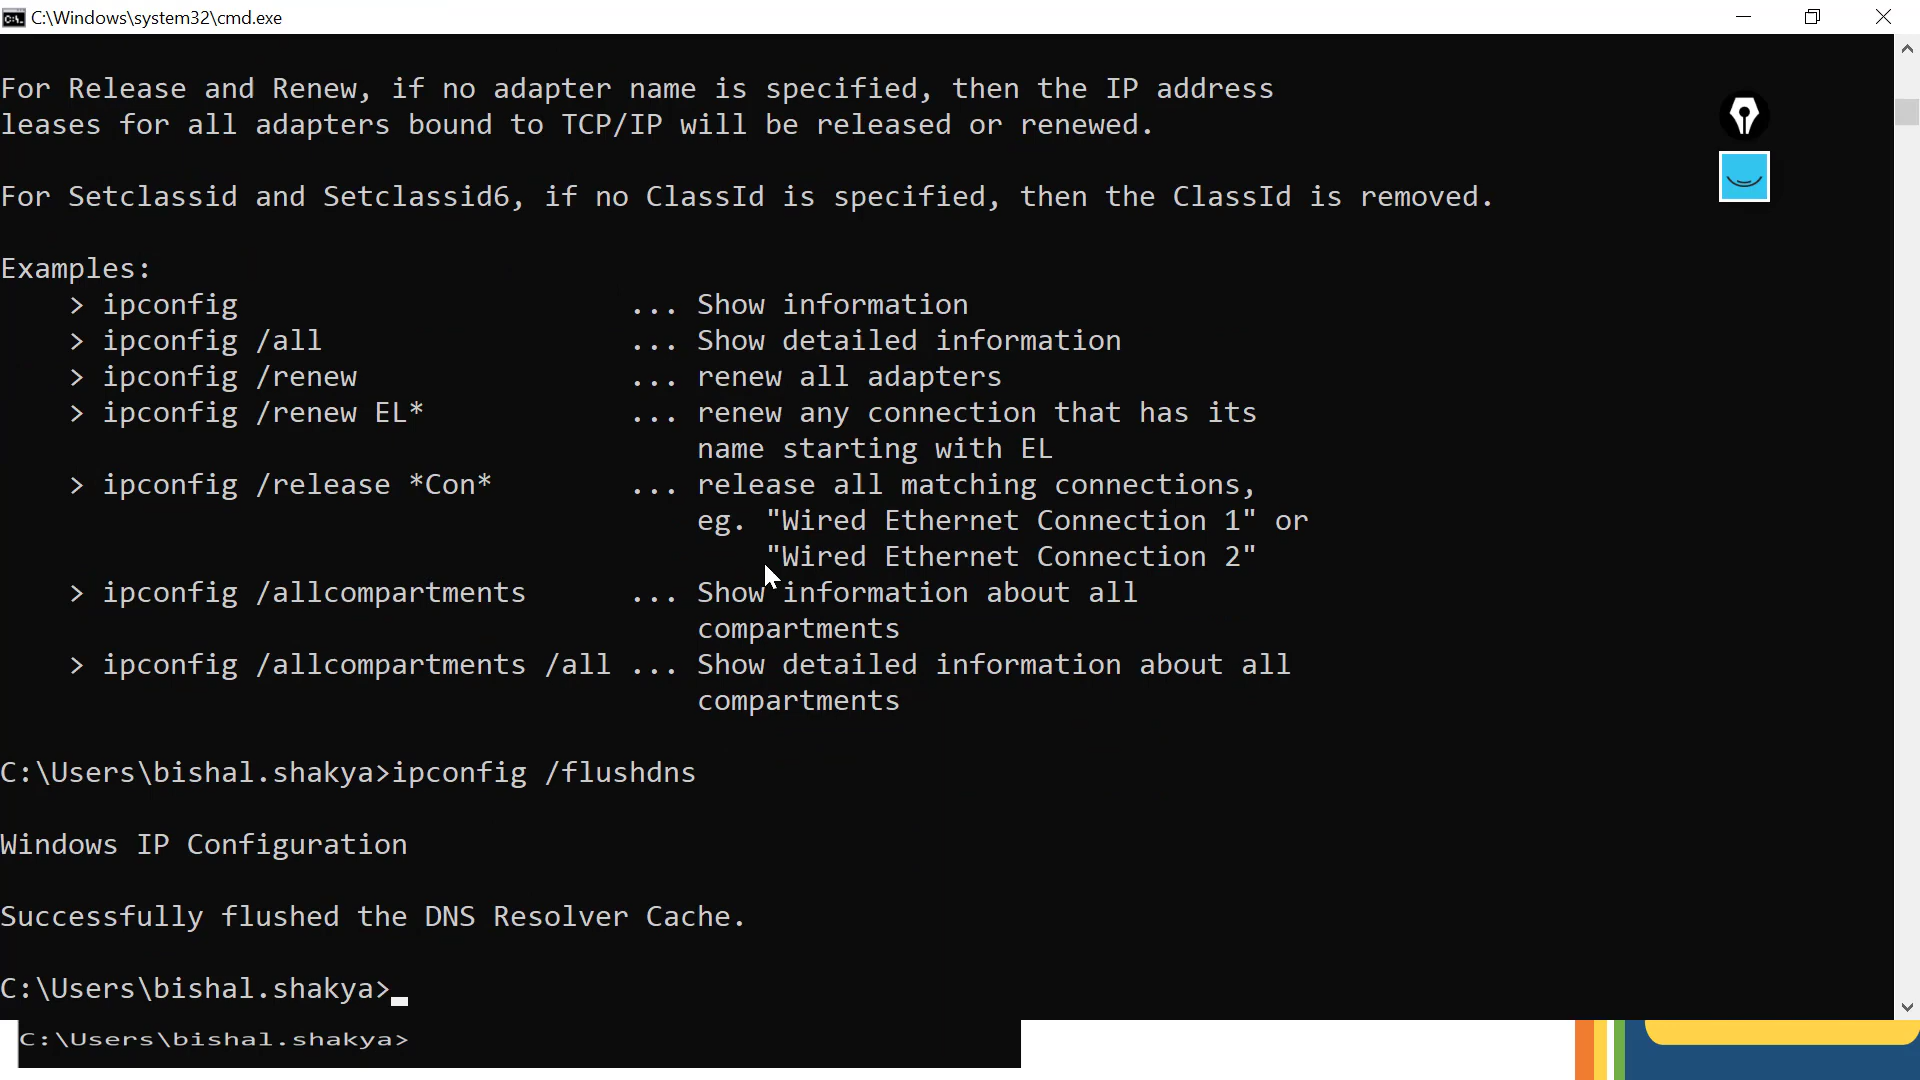 C:\Windows\system32\cmd.exe
For Release and Renew, if no adapter name is specified, then the IP address
leases for all adapters bound to TCP/IP will be released or renewed.
For Setclassid and Setclassid6, if no ClassId is specified, then the ClassId is removed.
Examples:
> ipconfig ... Show information
> ipconfig /all ... Show detailed information
> ipconfig /renew ... renew all adapters
> ipconfig /renew EL* ... renew any connection that has its
name starting with EL
> ipconfig /release *Con* ... release all matching connections,
eg. "Wired Ethernet Connection 1" or
"Wired Ethernet Connection 2"
> ipconfig /allcompartments ... Show information about all
compartments
> ipconfig /allcompartments /all ... Show detailed information about all
compartments
C:\Users\bishal.shakya>ipconfig /flushdns
Windows IP Configuration
Successfully flushed the DNS Resolver Cache.
C:\Users\bishal.shakya>
C:\Users\bishal.shakya>